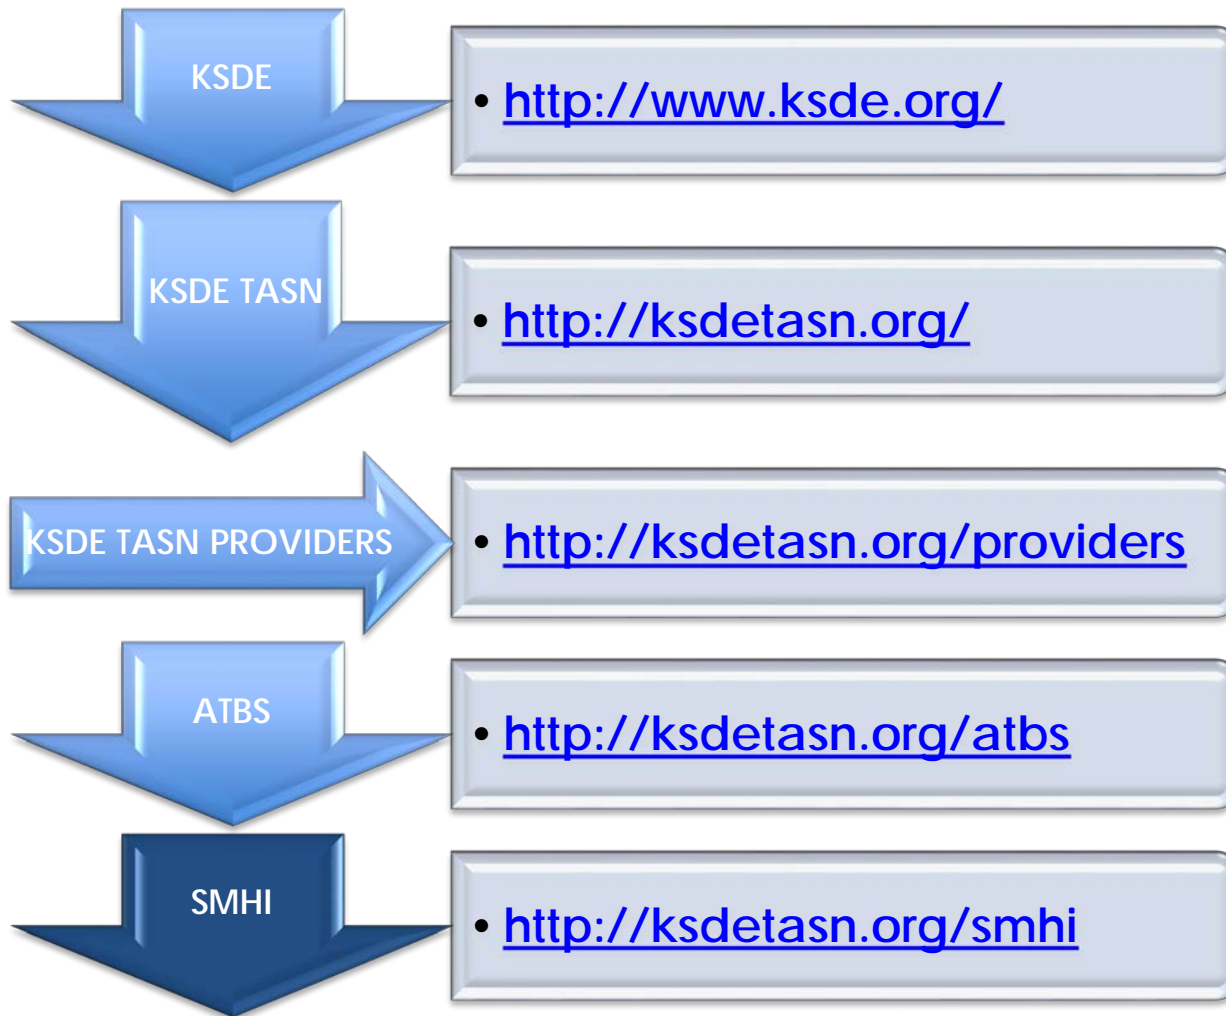 KSDE
• http://www.ksde.org/
KSDE TASN
• http://ksdetasn.org/
KSDE TASN PROVIDERS
• http://ksdetasn.org/providers
ATBS
• http://ksdetasn.org/atbs
SMHI
• http://ksdetasn.org/smhi